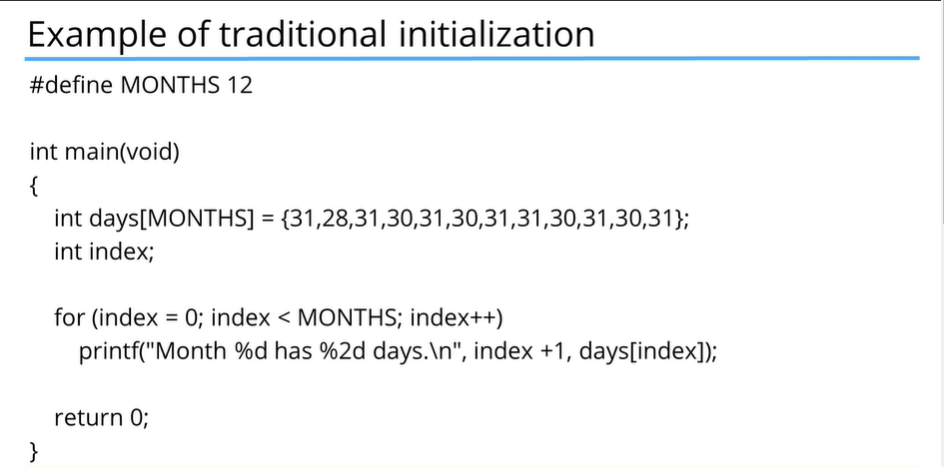 Example of traditional initialization
#define MONTHS 12
int main(void)
{
int days[MONTHS] = {31,28,31,30,31,30,31,31,30,31,30,31};
int index;
for (index = 0; index < MONTHS; index++)
printf("Month %d has %2d days.\n", index +1, days[index]);
return 0;
}